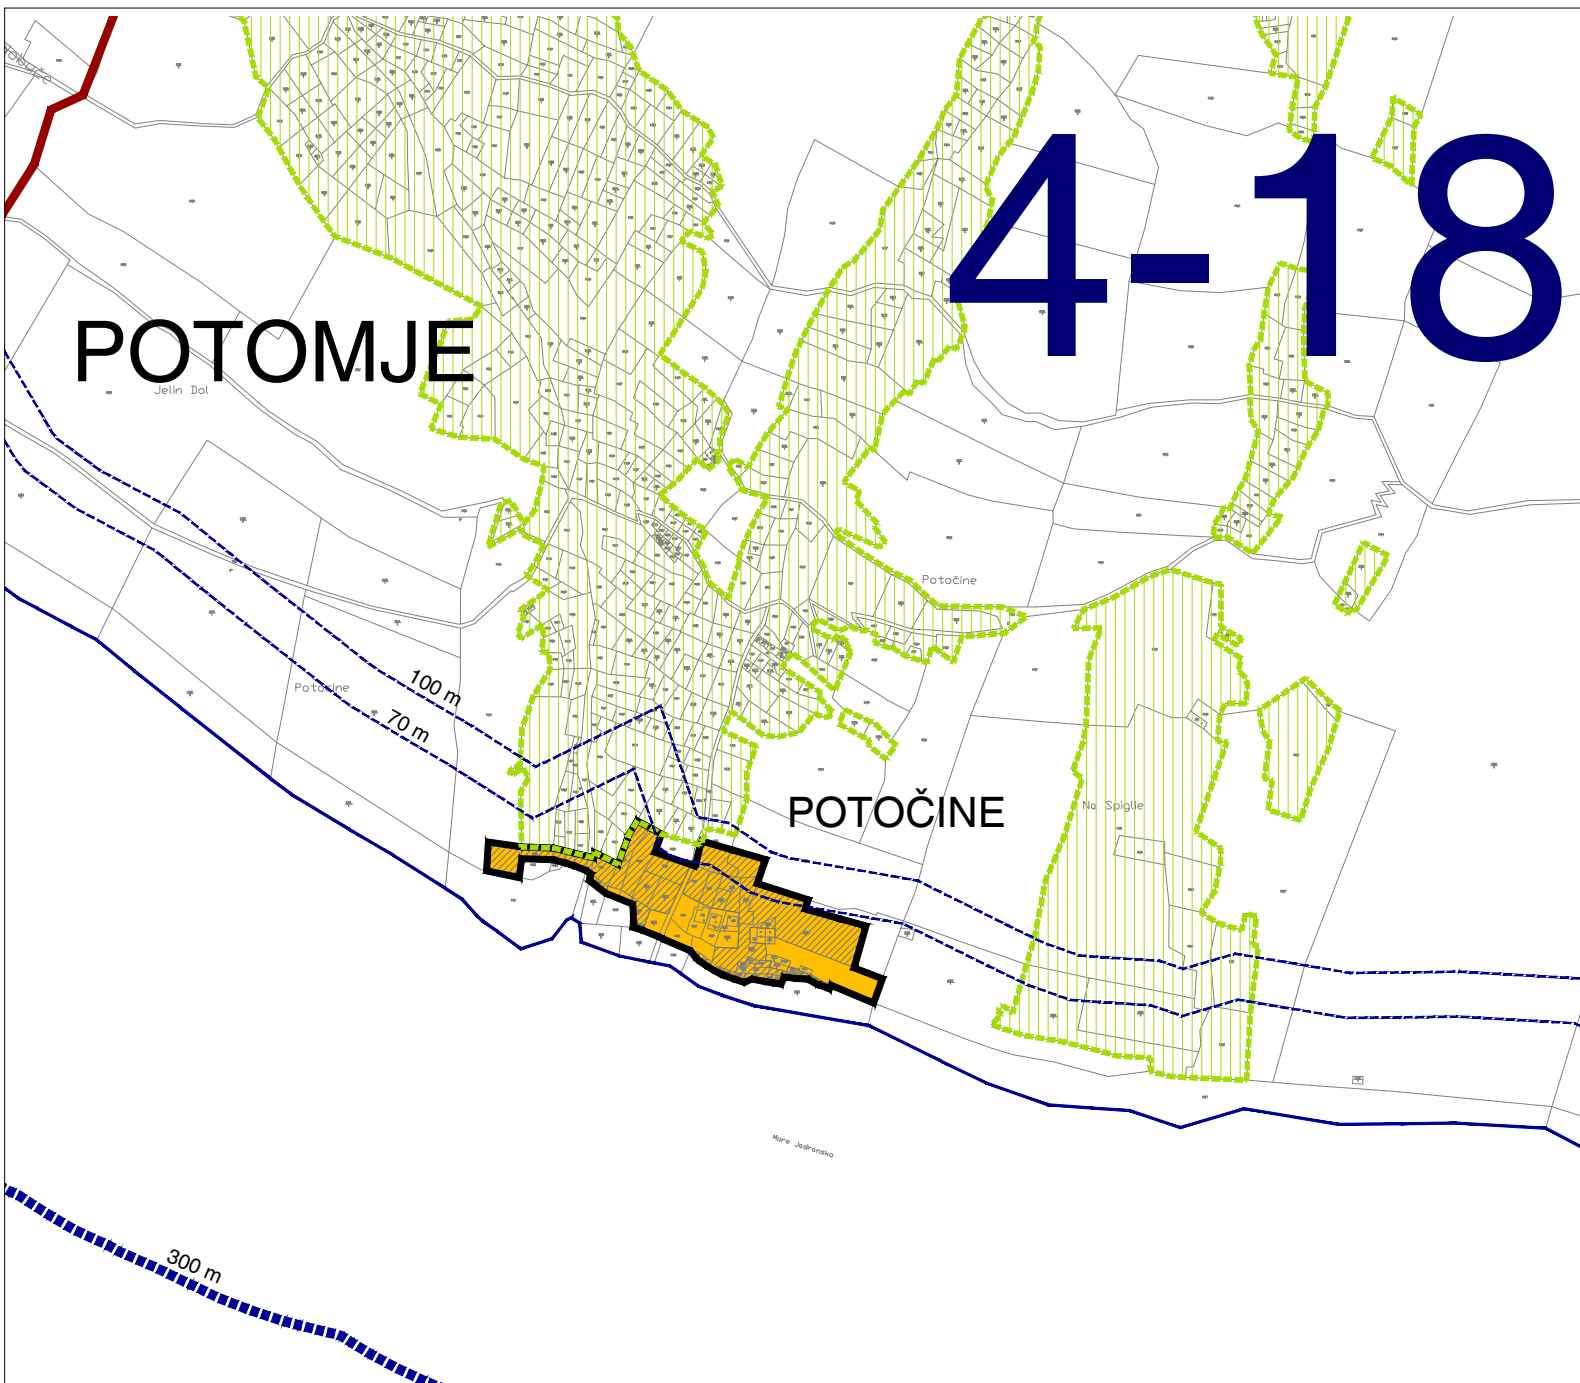 4-18
POTOMJE
Jelin Dol
Potočine
100 m
Potočine
70 m
POTOČINE
Na Spiglie
More Jadransko
300 m